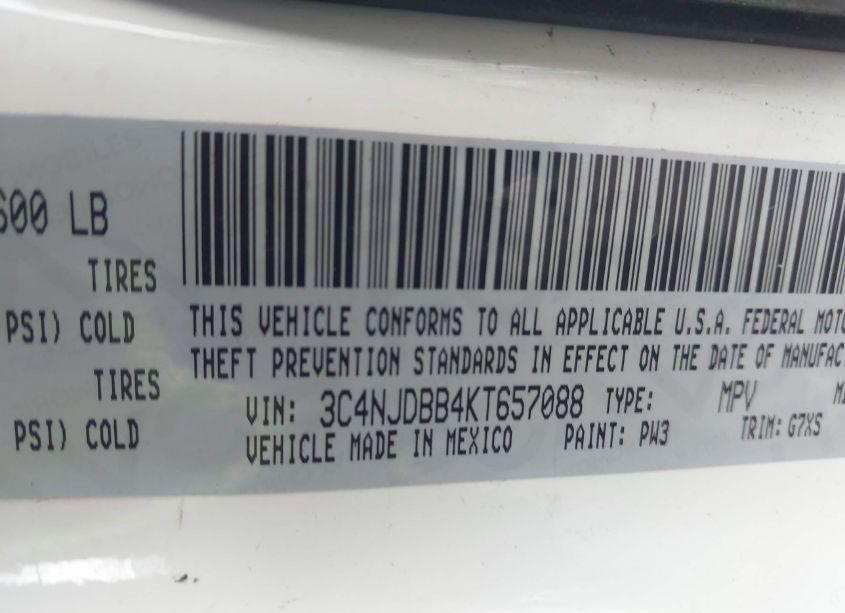 600 LB
TIRES
PSI) COLD
TIRES
PSI) COLD
THIS VEHICLE CONFORMS TO ALL APPLICABLE U.S.A. FEDERAL MOTO
THEFT PREVENTION STANDARDS IN EFFECT ON THE DATE OF MANUFAC
VIN: 3C4NJDBB4KT657088 TYPE: MPV
VEHICLE MADE IN MEXICO PAINT: PW3 TRIM: G7XS